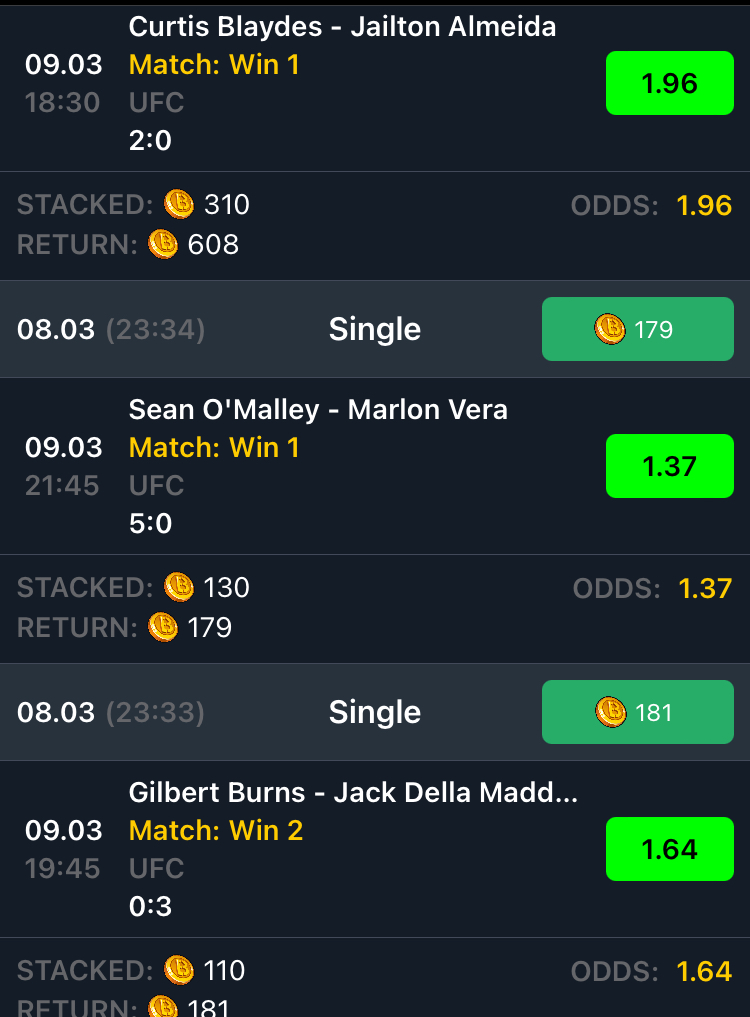 Curtis Blaydes - Jailton Almeida
09.03 Match: Win 1 1.96
18:30 UFC
2:0
STACKED: 310 ODDS: 1.96
RETURN: 608
08.03 (23:34) Single 179
Sean O'Malley - Marlon Vera
09.03 Match: Win 1 1.37
21:45 UFC
5:0
STACKED: 130 ODDS: 1.37
RETURN: 179
08.03 (23:33) Single 181
Gilbert Burns - Jack Della Madd...
09.03 Match: Win 2 1.64
19:45 UFC
0:3
STACKED: 110 ODDS: 1.64
RETURN: 181